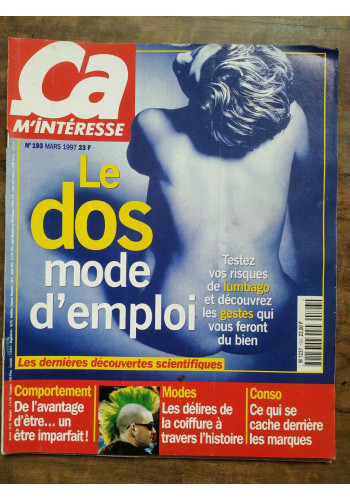 Ça
M'INTÉRESSE
N° 193 MARS 1997 23 F
Le
dos
mode
d'emploi
Testez
vos risques
de lumbago
et découvrez
les gestes qui
vous feront
du bien
Les dernières découvertes scientifiques
Comportement
De l'avantage
d'être... un
être imparfait !
Modes
Les délires de
la coiffure à
travers l'histoire
Conso
Ce qui se
cache derrière
les marques